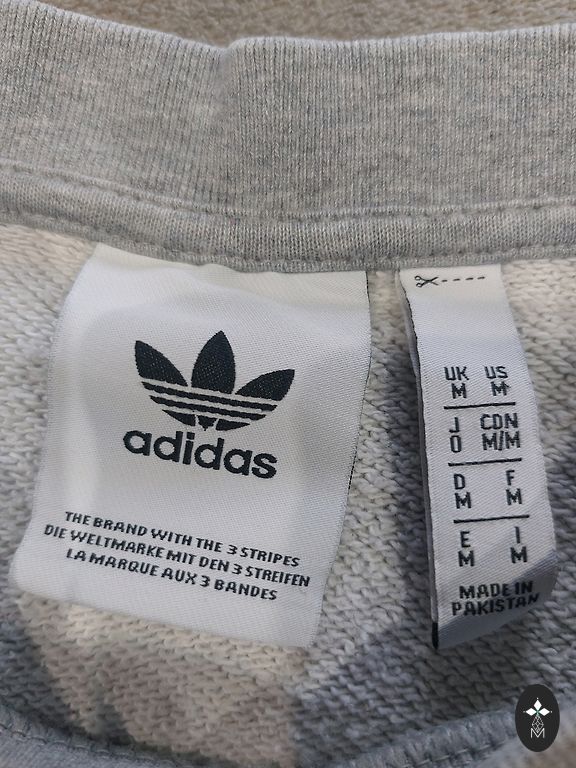 adidas
THE BRAND WITH THE 3 STRIPES
DIE WELTMARKE MIT DEN 3 STREIFEN
LA MARQUE AUX 3 BANDES
UK US
M M
J CDN
O M/M
D F
M M
E I
M M
MADE IN
PAKISTAN
M